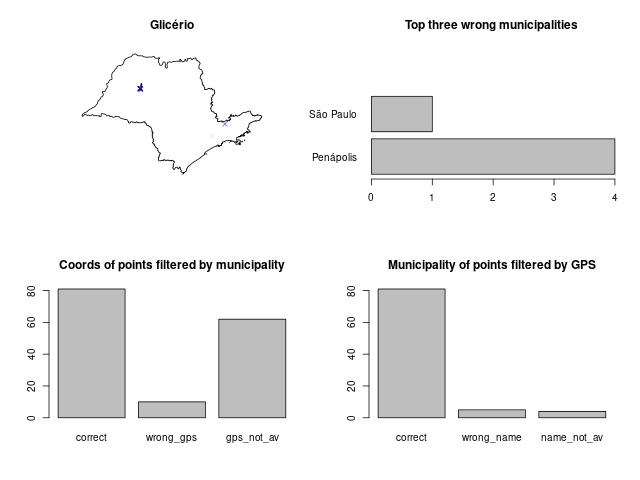 Glicério
Top three wrong municipalities
São Paulo
Penápolis
0 1 2 3 4
Coords of points filtered by municipality
80
60
40
20
0
correct wrong_gps gps_not_av
Municipality of points filtered by GPS
80
60
40
20
0
correct wrong_name name_not_av